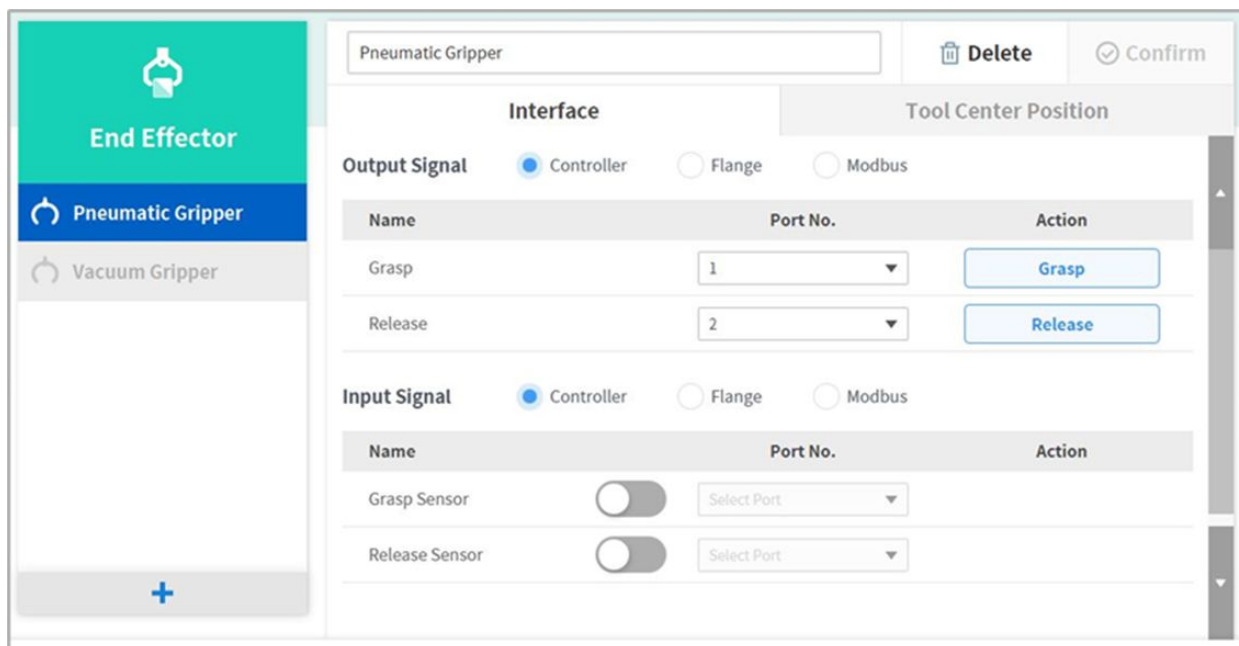 End Effector
Pneumatic Gripper
Vacuum Gripper
+
Pneumatic Gripper
Delete
Confirm
Interface
Tool Center Position
Output Signal Controller Flange Modbus
Name Port No. Action
Grasp 1 Grasp
Release 2 Release
Input Signal Controller Flange Modbus
Name Port No. Action
Grasp Sensor Select Port
Release Sensor Select Port